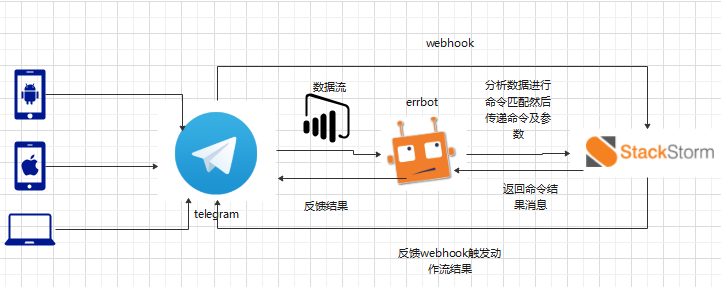 webhook
数据流
errbot
分析数据进行
命令匹配然后
传递命令及参
数
StackStorm
telegram
反馈结果
返回命令结
果消息
反馈webhook触发动
作流结果